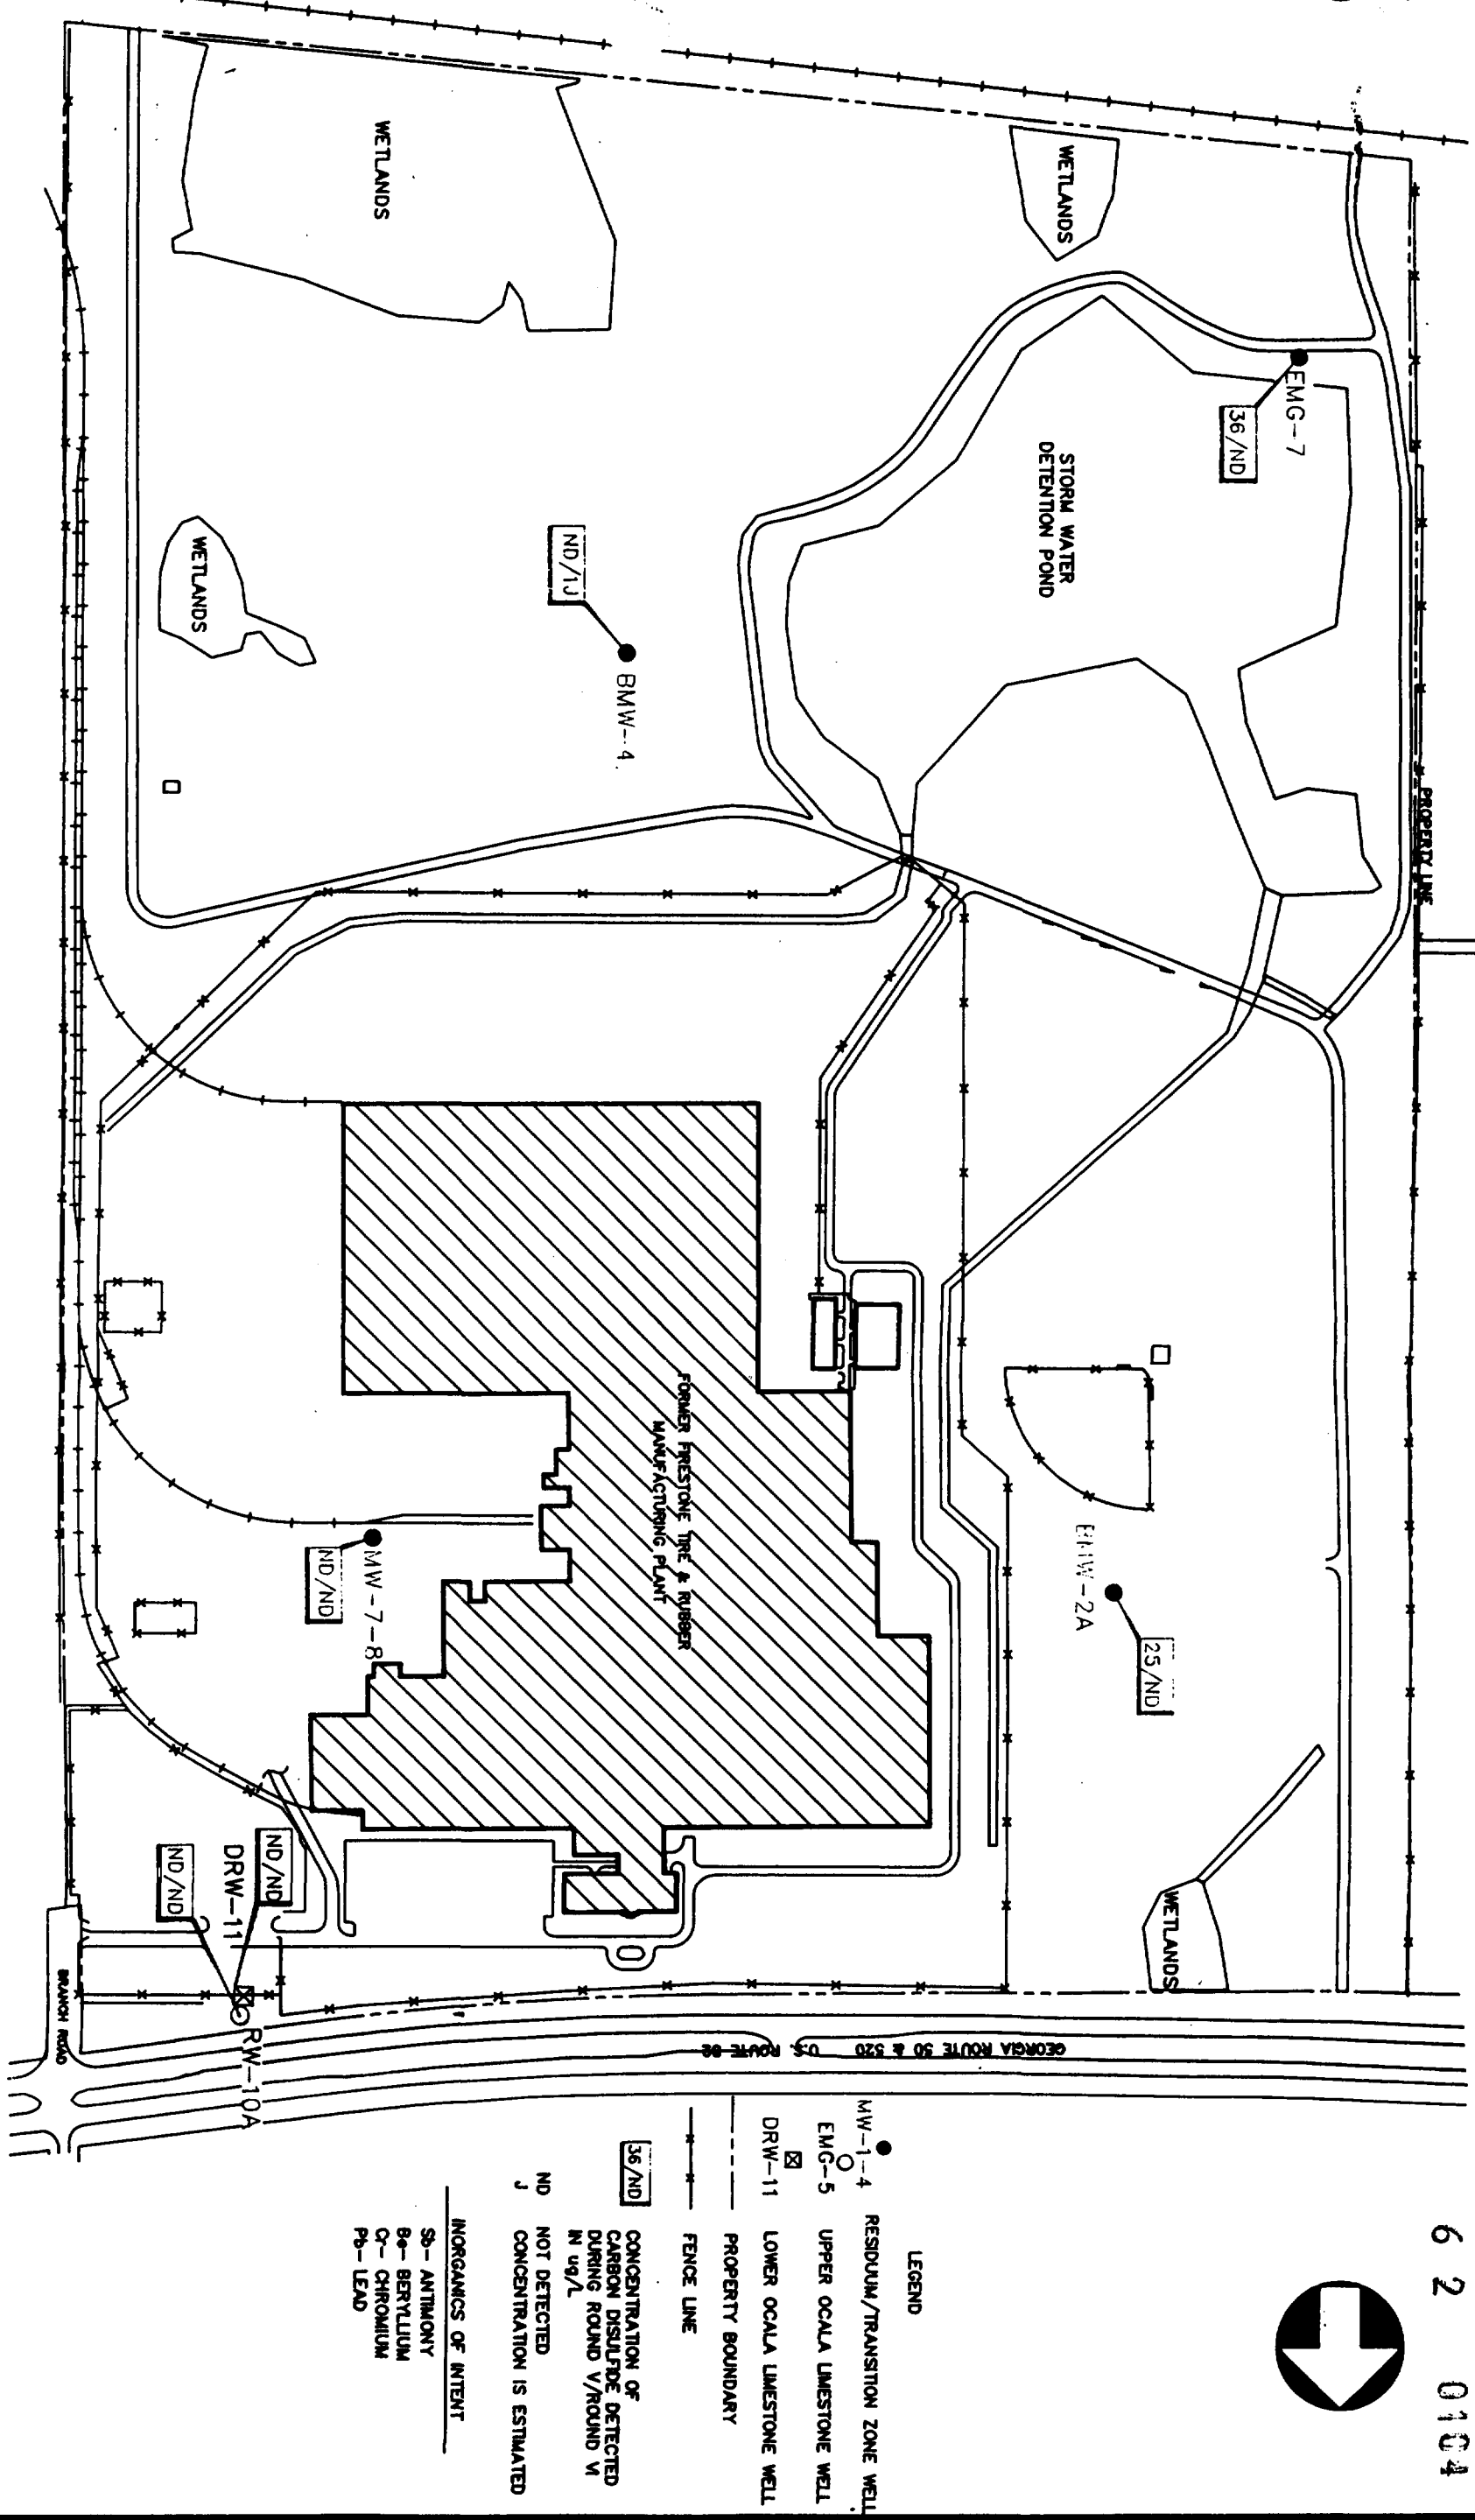 6 2 0104
PROPERTY LINE
WETLANDS
EMG-7
36/ND
STORM WATER
DETENTION POND
WETLANDS
ND/1J
BMW-4
WETLANDS
BMW-2A
25/ND
WETLANDS
FORMER FIRESTONE TIRE & RUBBER
MANUFACTURING PLANT
MW-7-8
ND/ND
ND/ND
DRW-11
ND/ND
RW-10A
BRANCH ROAD
GEORGIA ROUTE 50 & 520 U.S. ROUTE 82
LEGEND
MW-1-4 RESIDUUM/TRANSITION ZONE WELL
EMG-5 UPPER OCALA LIMESTONE WELL
DRW-11 LOWER OCALA LIMESTONE WELL
PROPERTY BOUNDARY
FENCE LINE
36/ND CONCENTRATION OF
CARBON DISULFIDE DETECTED
DURING ROUND V/ROUND VI
IN ug/L
ND NOT DETECTED
J CONCENTRATION IS ESTIMATED
INORGANICS OF INTENT
Sb- ANTIMONY
Be- BERYLLIUM
Cr- CHROMIUM
Pb- LEAD